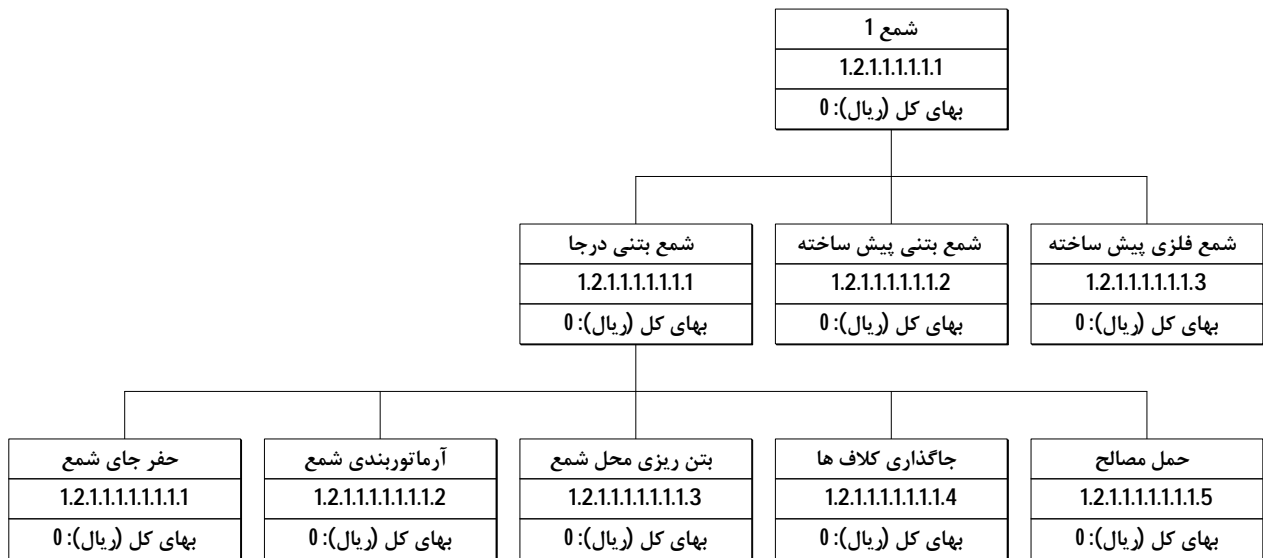 شمع 1
1.2.1.1.1.1.1.1
بهای کل (ریال): 0
شمع بتنی درجا
1.2.1.1.1.1.1.1.1
بهای کل (ریال): 0
شمع بتنی پیش ساخته
1.2.1.1.1.1.1.1.2
بهای کل (ریال): 0
شمع فلزی پیش ساخته
1.2.1.1.1.1.1.1.3
بهای کل (ریال): 0
حفر جای شمع
1.2.1.1.1.1.1.1.1.1
بهای کل (ریال): 0
آرماتوربندی شمع
1.2.1.1.1.1.1.1.1.2
بهای کل (ریال): 0
بتن ریزی محل شمع
1.2.1.1.1.1.1.1.1.3
بهای کل (ریال): 0
جاگذاری کلاف ها
1.2.1.1.1.1.1.1.1.4
بهای کل (ریال): 0
حمل مصالح
1.2.1.1.1.1.1.1.1.5
بهای کل (ریال): 0